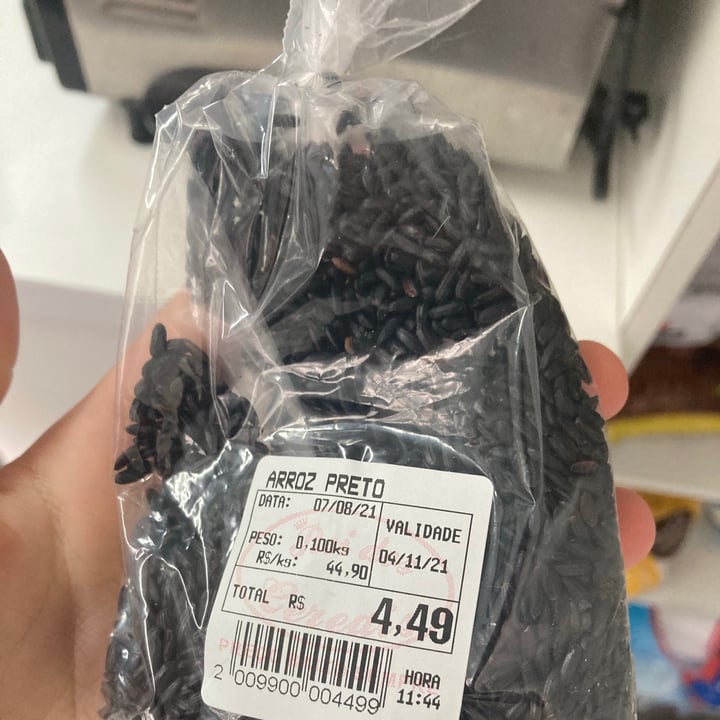 ARROZ PRETO
DATA: 07/08/21
VALIDADE
PESO: 0,100kg
04/11/21
R$/kg: 44,90
TOTAL R$ 4,49
HORA
11:44
2 009900 004499